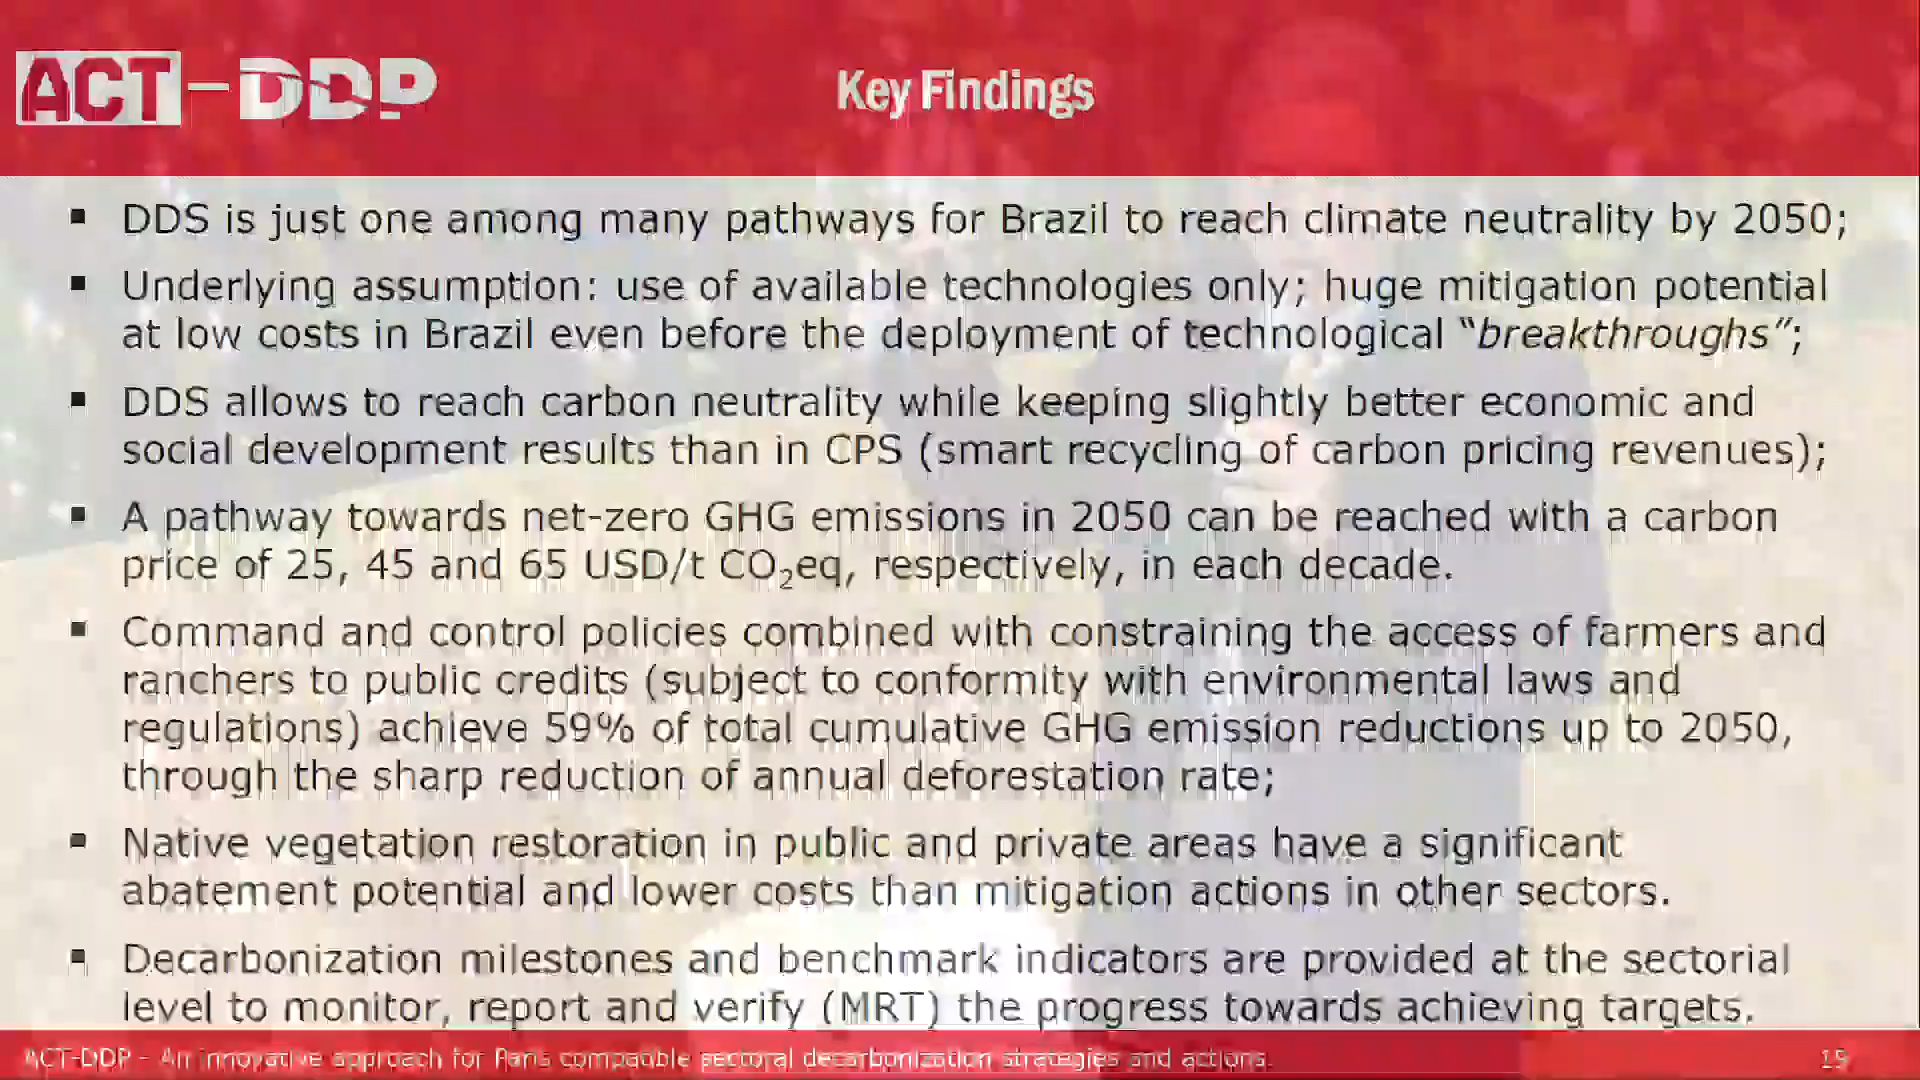 ACT-DDP
Key Findings
▪ DDS is just one among many pathways for Brazil to reach climate neutrality by 2050;
▪ Underlying assumption: use of available technologies only; huge mitigation potential
at low costs in Brazil even before the deployment of technological “breakthroughs”;
▪ DDS allows to reach carbon neutrality while keeping slightly better economic and
social development results than in CPS (smart recycling of carbon pricing revenues);
▪ A pathway towards net-zero GHG emissions in 2050 can be reached with a carbon
price of 25, 45 and 65 USD/t CO₂eq, respectively, in each decade.
▪ Command and control policies combined with constraining the access of farmers and
ranchers to public credits (subject to conformity with environmental laws and
regulations) achieve 59% of total cumulative GHG emission reductions up to 2050,
through the sharp reduction of annual deforestation rate;
▪ Native vegetation restoration in public and private areas have a significant
abatement potential and lower costs than mitigation actions in other sectors.
▪ Decarbonization milestones and benchmark indicators are provided at the sectorial
level to monitor, report and verify (MRT) the progress towards achieving targets.
ACT-DDP - An innovative approach for Paris compatible sectoral decarbonization strategies and actions.
19